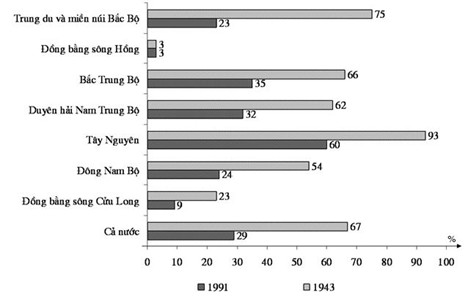 Trung du và miền núi Bắc Bộ
75
23
Đồng bằng sông Hồng
3
3
Bắc Trung Bộ
66
35
Duyên hải Nam Trung Bộ
62
32
Tây Nguyên
93
60
Đông Nam Bộ
54
24
Đồng bằng sông Cửu Long
23
9
Cả nước
67
29
%
0 10 20 30 40 50 60 70 80 90 100
1991 1943